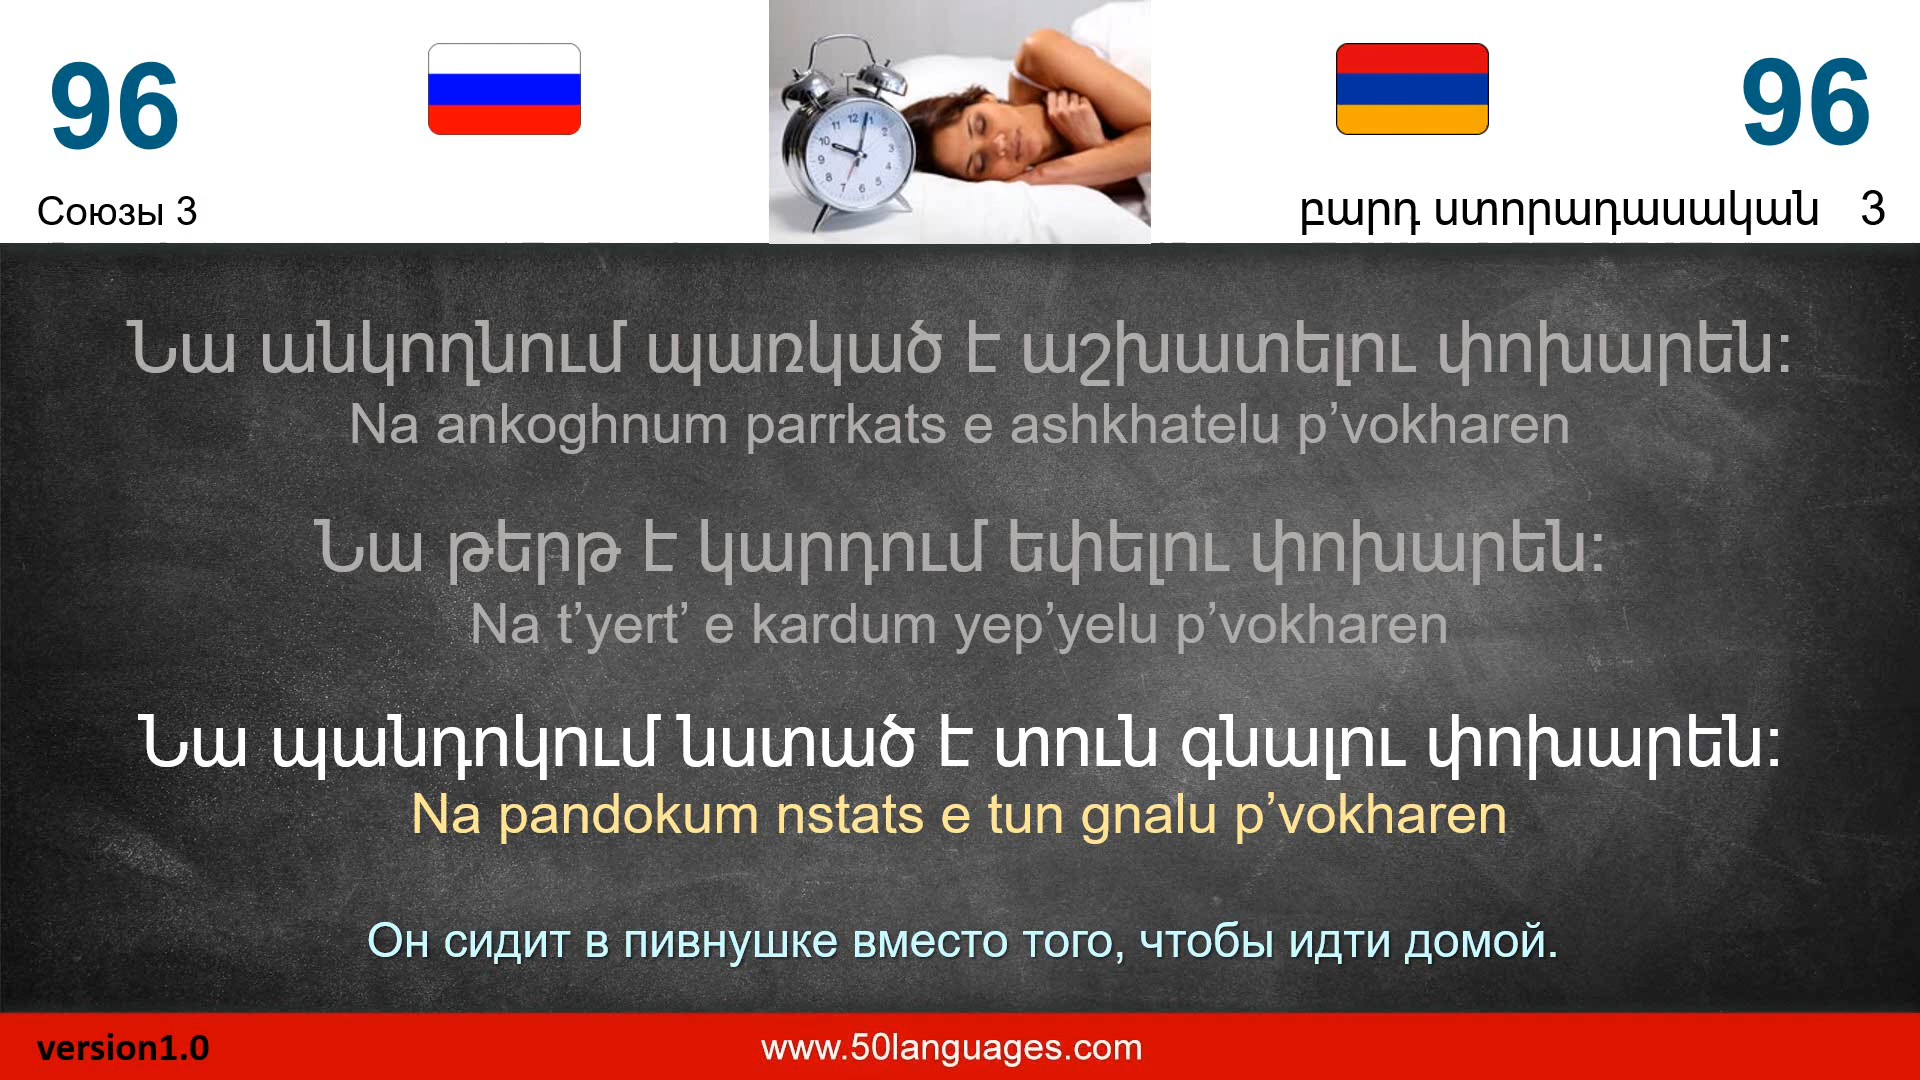 96
96
Союзы 3
բարդ ստորադասական 3
Նա անկողնում պառկած է աշխատելու փոխարեն:
Na ankoghnum parrkats e ashkhatelu p’vokharen
Նա թերթ է կարդում եփելու փոխարեն:
Na t’yert’ e kardum yep’yelu p’vokharen
Նա պանդոկում նստած է տուն գնալու փոխարեն:
Na pandokum nstats e tun gnalu p’vokharen
Он сидит в пивнушке вместо того, чтобы идти домой.
version1.0
www.50languages.com